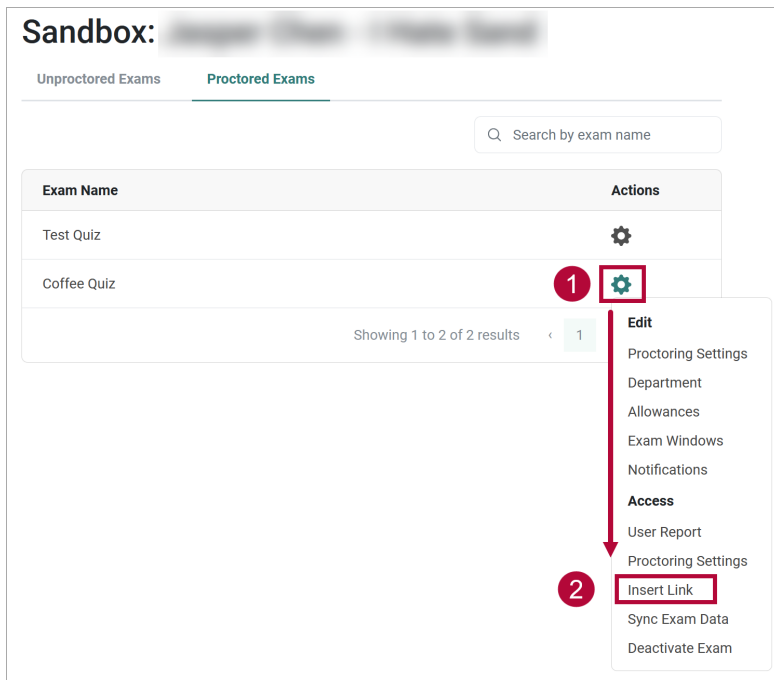 Sandbox:
Unproctored Exams Proctored Exams
Search by exam name
Exam Name Actions
Test Quiz
Coffee Quiz 1
Showing 1 to 2 of 2 results ‹ 1
Edit
Proctoring Settings
Department
Allowances
Exam Windows
Notifications
Access
User Report
Proctoring Settings
2 Insert Link
Sync Exam Data
Deactivate Exam